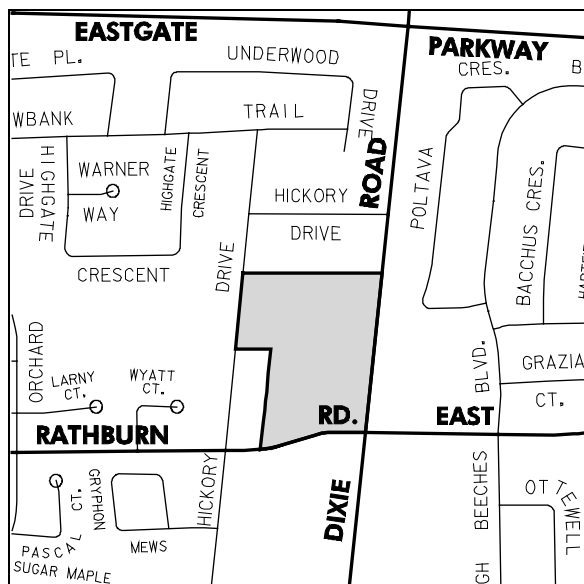 EASTGATE
PARKWAY
TE PL.
UNDERWOOD
CRES.
B
WBANK
TRAIL
DRIVE
ROAD
HIGHGATE
DRIVE
WARNER
WAY
HIGHGATE
CRESCENT
HICKORY
DRIVE
POLTAVA
BACCHUS CRES.
CRESCENT
DRIVE
ORCHARD
LARNY
CT.
WYATT
CT.
BLVD.
GRAZIA
CT.
RATHBURN
RD.
EAST
HICKORY
DIXIE
GRYPHON
MEWS
PASCAL
CT.
SUGAR MAPLE
GH BEECHES
OTTEWELL